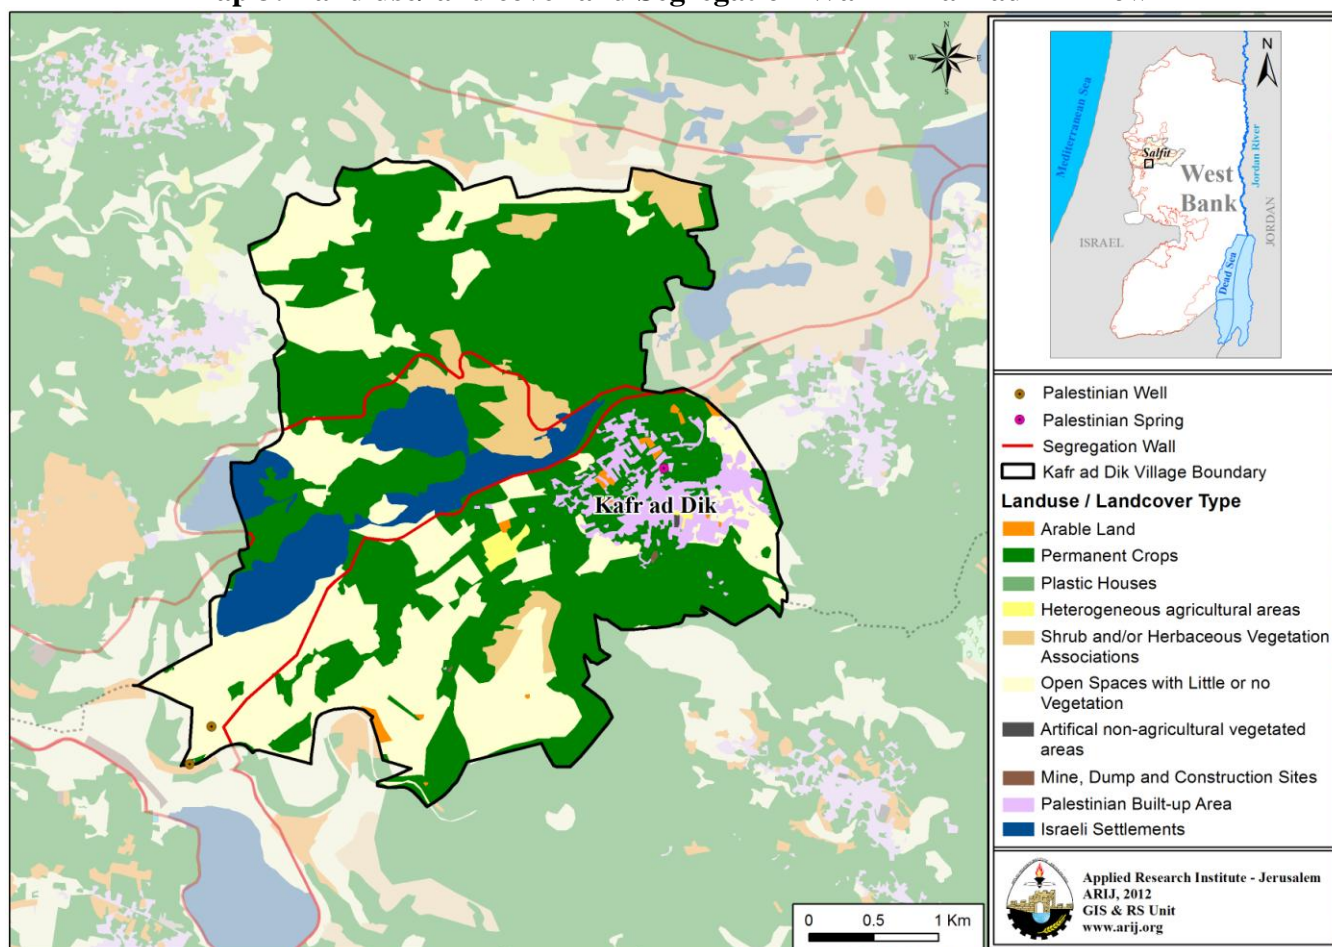 N
W
E
S
Kafr ad Dik
0 0.5 1 Km
N
Mediterranean Sea
Salfit
West
Bank
Jordan River
ISRAEL
JORDAN
Dead Sea
Palestinian Well
Palestinian Spring
Segregation Wall
Kafr ad Dik Village Boundary
Landuse / Landcover Type
Arable Land
Permanent Crops
Plastic Houses
Heterogeneous agricultural areas
Shrub and/or Herbaceous Vegetation
Associations
Open Spaces with Little or no
Vegetation
Artifical non-agricultural vegetated
areas
Mine, Dump and Construction Sites
Palestinian Built-up Area
Israeli Settlements
Applied Research Institute - Jerusalem
ARIJ, 2012
GIS & RS Unit
www.arij.org